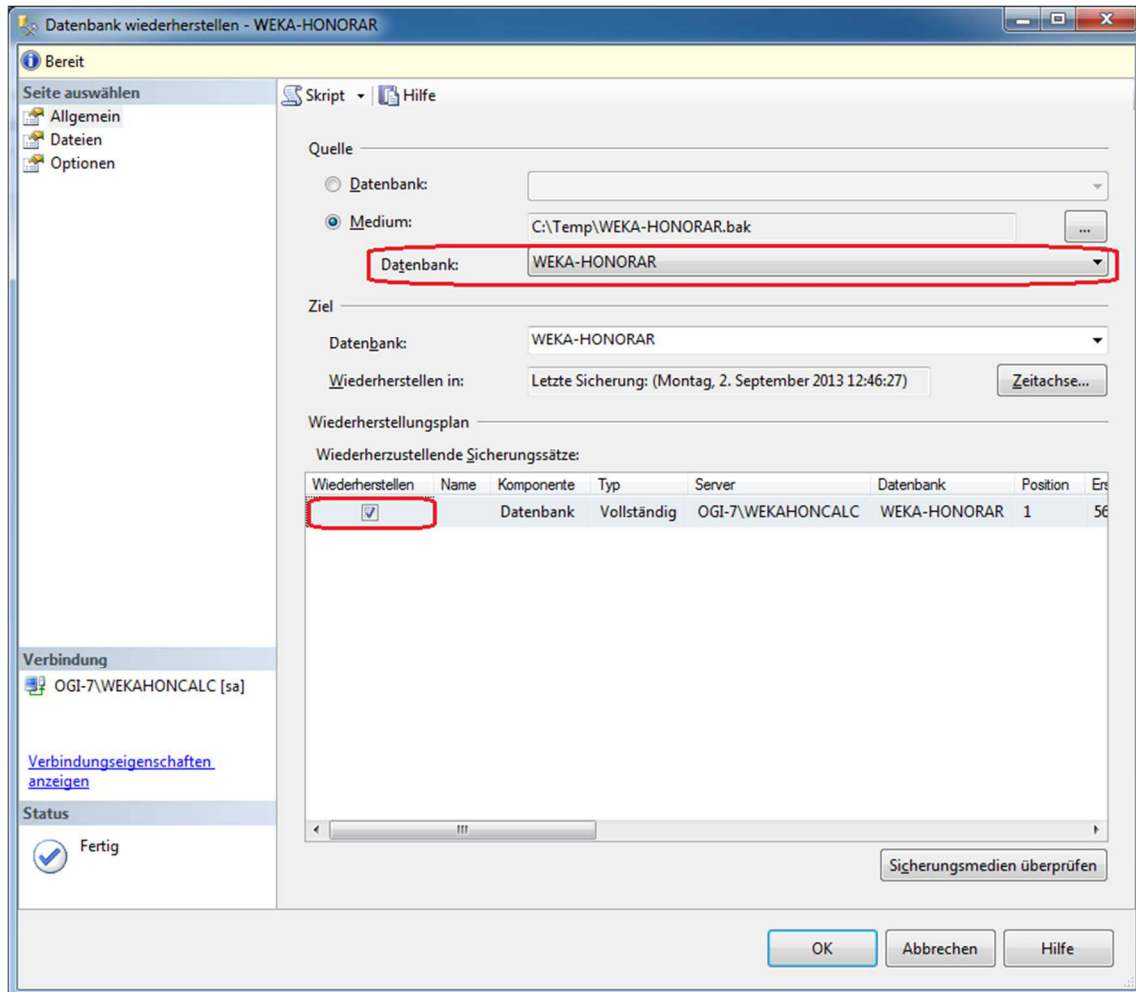 Datenbank wiederherstellen - WEKA-HONORAR
Bereit
Seite auswählen
Allgemein
Dateien
Optionen
Skript
Hilfe
Quelle
Datenbank:
Medium: C:\Temp\WEKA-HONORAR.bak ...
Datenbank: WEKA-HONORAR
Ziel
Datenbank: WEKA-HONORAR
Wiederherstellen in: Letzte Sicherung: (Montag, 2. September 2013 12:46:27) Zeitachse...
Wiederherstellungsplan
Wiederherzustellende Sicherungssätze:
Wiederherstellen Name Komponente Typ Server Datenbank Position Ers
Datenbank Vollständig OGI-7\WEKAHONCALC WEKA-HONORAR 1 56
Verbindung
OGI-7\WEKAHONCALC [sa]
Verbindungseigenschaften
anzeigen
Status
Fertig
Sicherungsmedien überprüfen
OK Abbrechen Hilfe